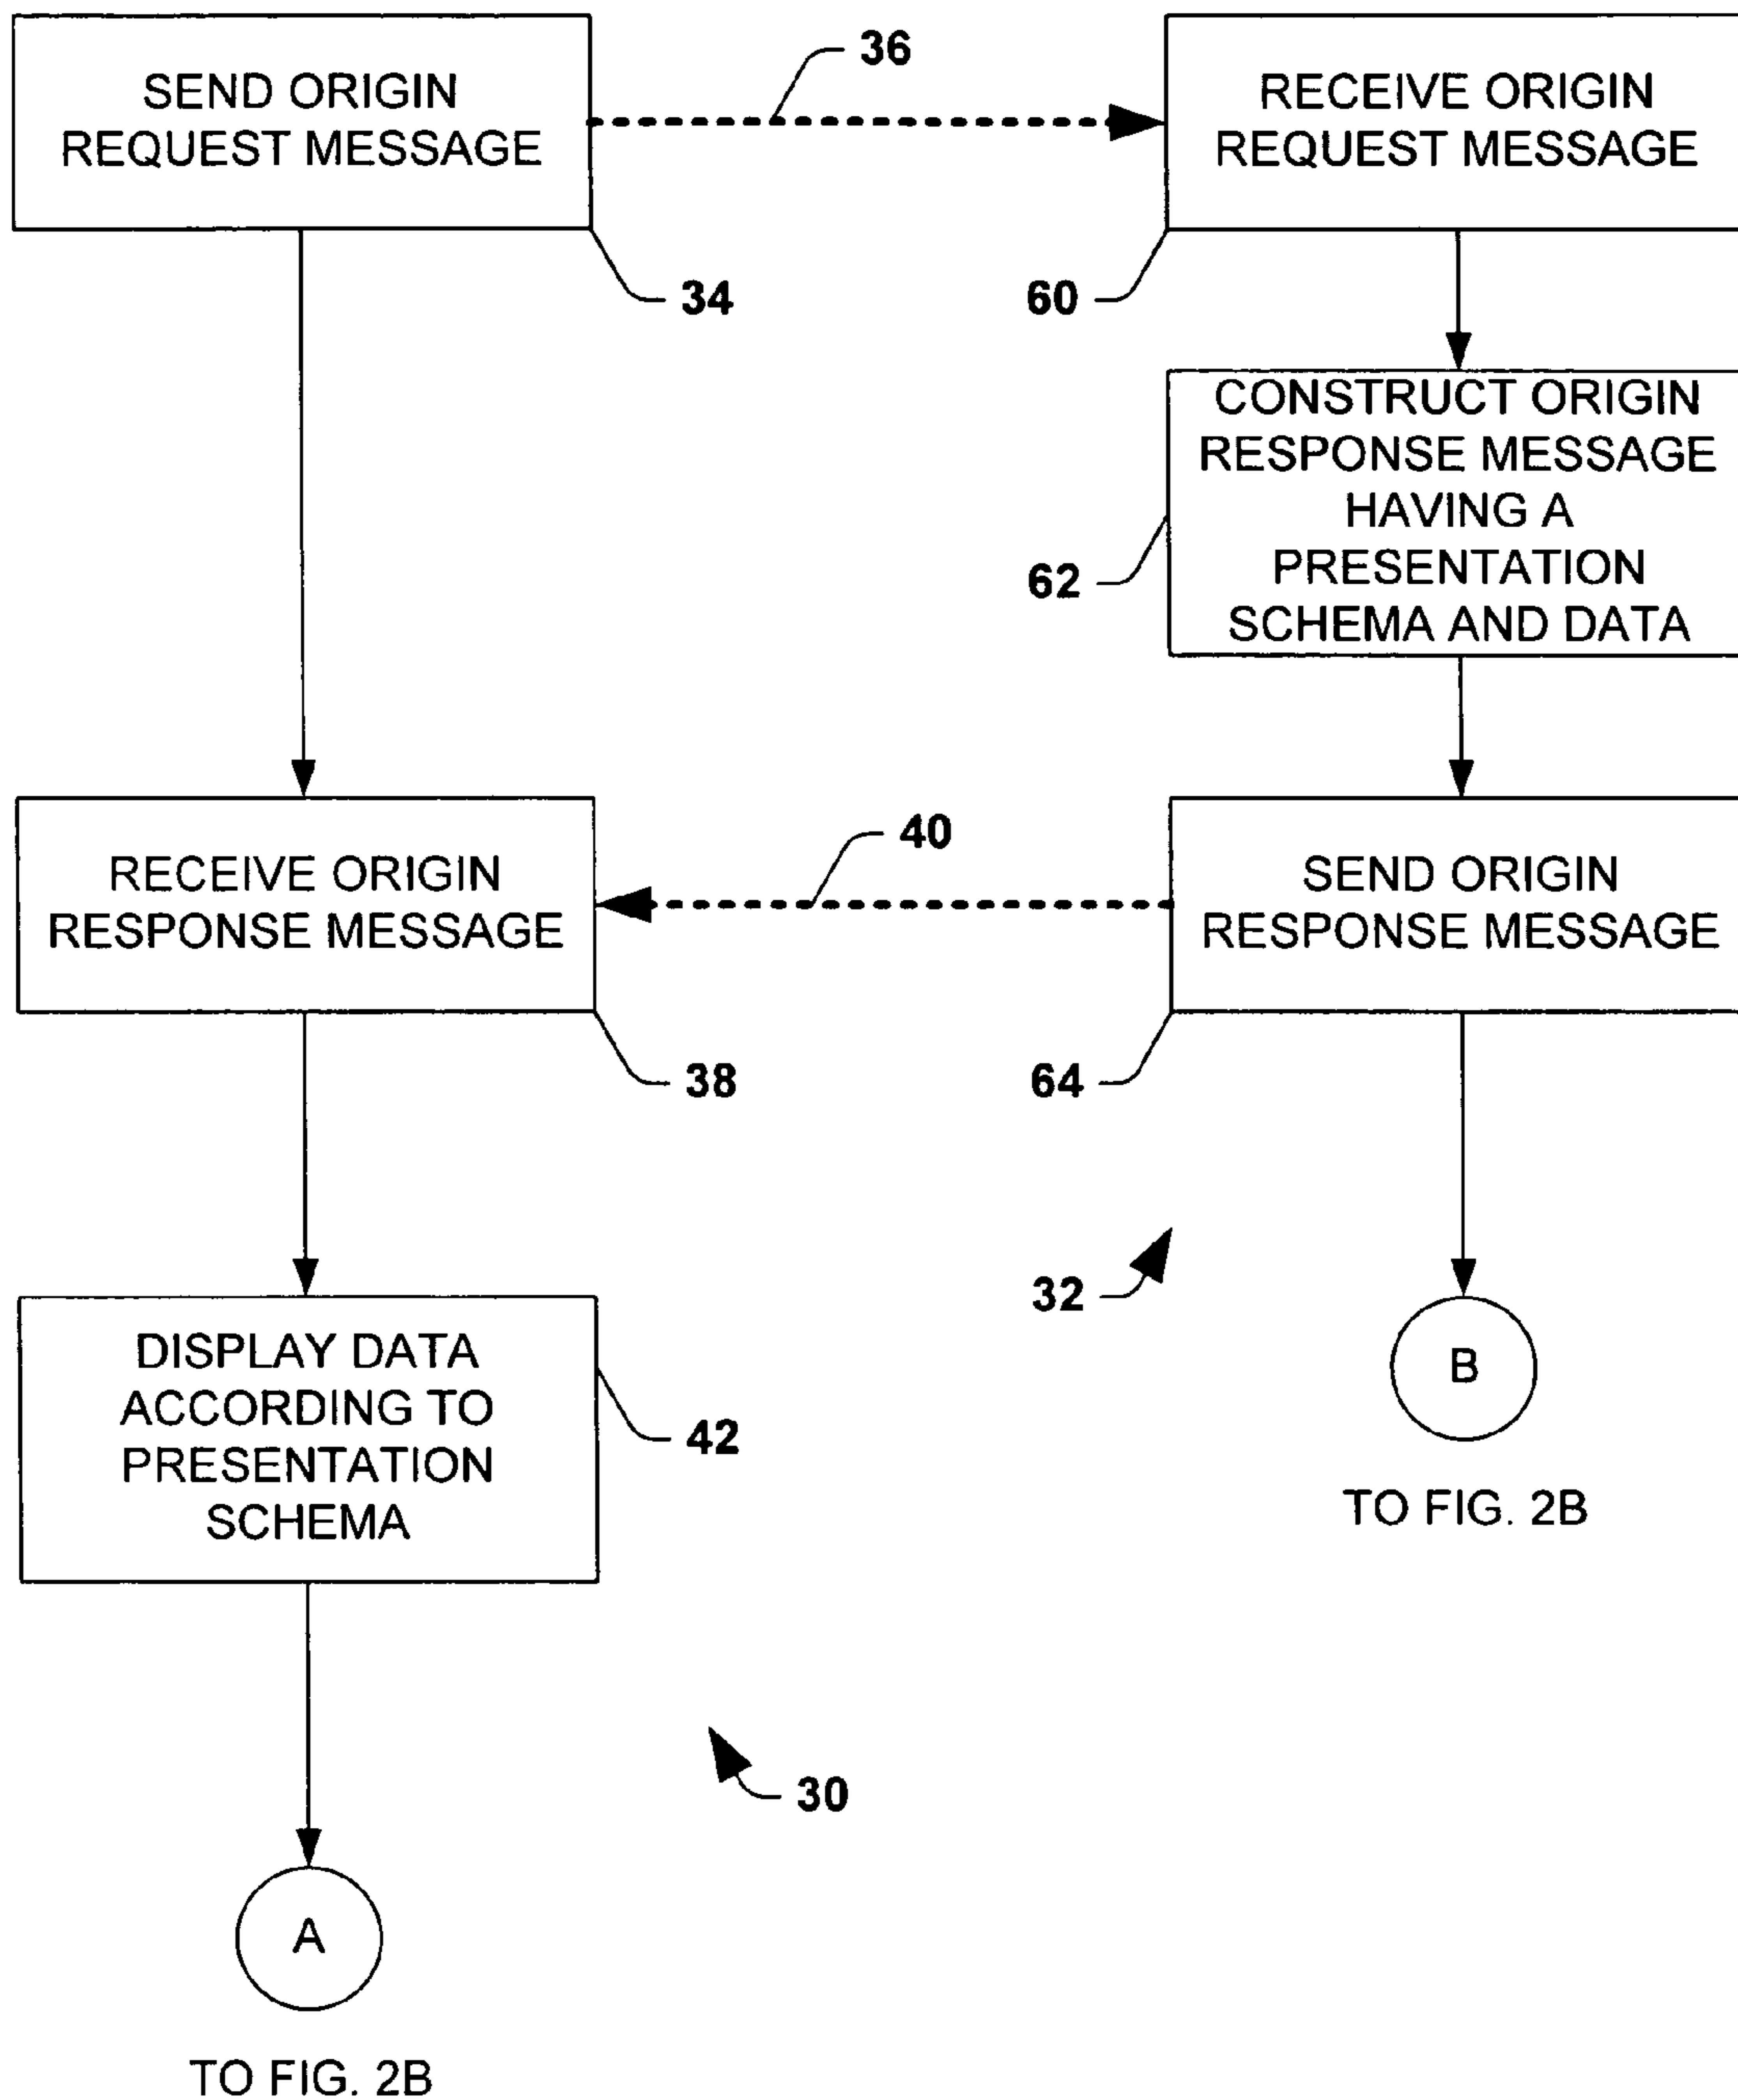 SEND ORIGIN
REQUEST MESSAGE
36
RECEIVE ORIGIN
REQUEST MESSAGE
34
60
CONSTRUCT ORIGIN
RESPONSE MESSAGE
HAVING A
PRESENTATION
SCHEMA AND DATA
62
RECEIVE ORIGIN
RESPONSE MESSAGE
40
SEND ORIGIN
RESPONSE MESSAGE
38
64
32
DISPLAY DATA
ACCORDING TO
PRESENTATION
SCHEMA
42
B
TO FIG. 2B
30
A
TO FIG. 2B